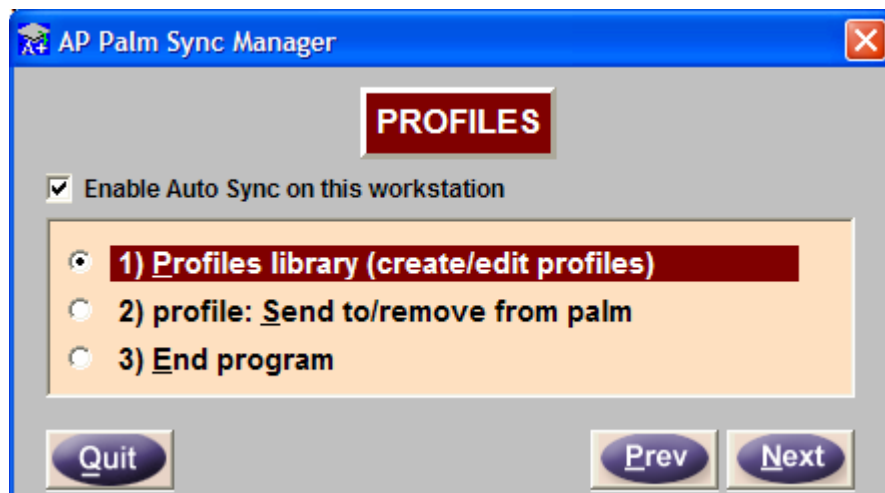 AP Palm Sync Manager
PROFILES
Enable Auto Sync on this workstation
1) Profiles library (create/edit profiles)
2) profile: Send to/remove from palm
3) End program
Quit Prev Next